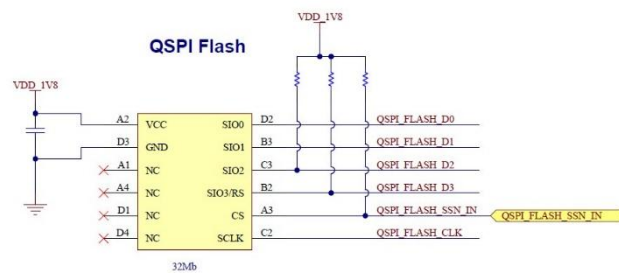 VDD_1V8
QSPI Flash
VDD_1V8
A2 VCC SIO0 D2 QSPI_FLASH_D0
D3 GND SIO1 B3 QSPI_FLASH_D1
A1 NC SIO2 C3 QSPI_FLASH_D2
A4 NC SIO3/RS B2 QSPI_FLASH_D3
D1 NC CS A3 QSPI_FLASH_SSN_IN QSPI_FLASH_SSN_IN
D4 NC SCLK C2 QSPI_FLASH_CLK
32Mb